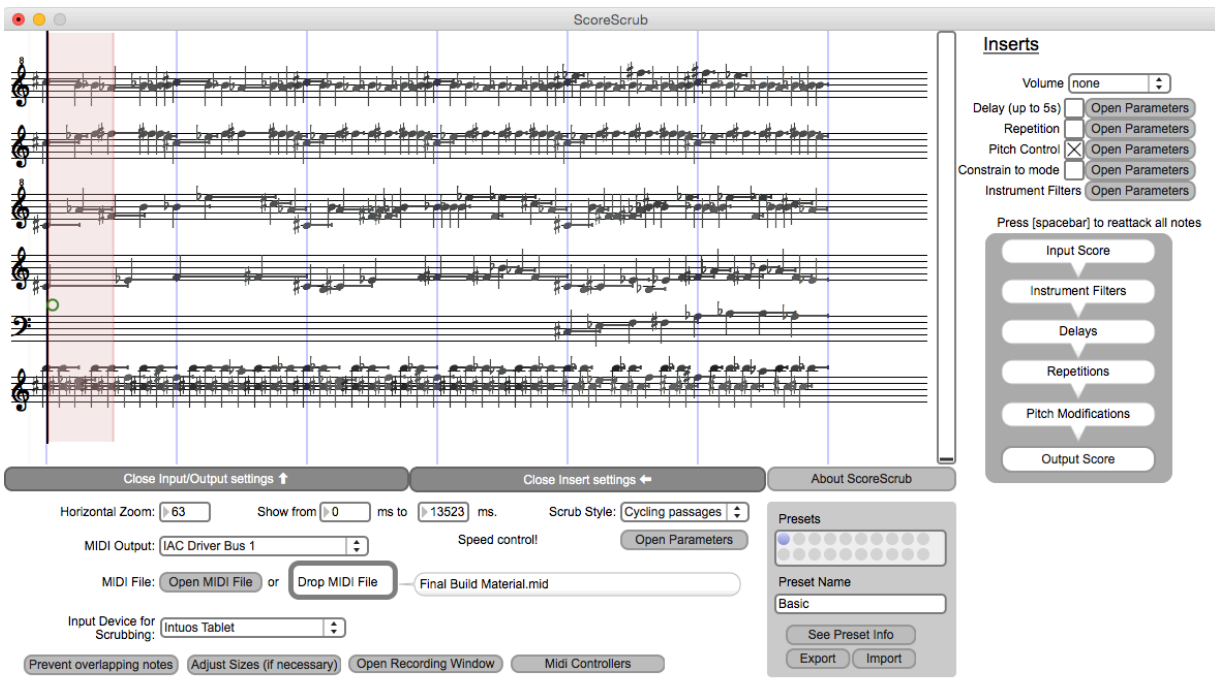 ScoreScrub
Inserts
Volume none
Delay (up to 5s) Open Parameters
Repetition Open Parameters
Pitch Control Open Parameters
Constrain to mode Open Parameters
Instrument Filters Open Parameters
Press [spacebar] to reattack all notes
Input Score
Instrument Filters
Delays
Repetitions
Pitch Modifications
Output Score
8
8
Close Input/Output settings
Close Insert settings
About ScoreScrub
Horizontal Zoom: 63 Show from 0 ms to 13523 ms. Scrub Style: Cycling passages
MIDI Output: IAC Driver Bus 1 Speed control! Open Parameters
MIDI File: Open MIDI File or Drop MIDI File Final Build Material.mid
Input Device for
Scrubbing: Intuos Tablet
Prevent overlapping notes Adjust Sizes (if necessary) Open Recording Window Midi Controllers
Presets
Preset Name
Basic
See Preset Info
Export Import